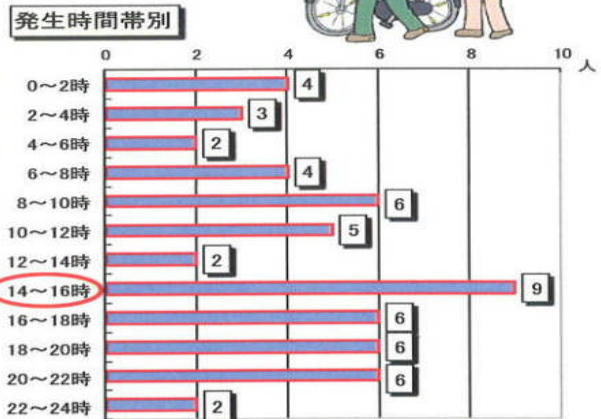 発生時間帯別
0 2 4 6 8 10 人
0〜2時 4
2〜4時 3
4〜6時 2
6〜8時 4
8〜10時 6
10〜12時 5
12〜14時 2
14〜16時 9
16〜18時 6
18〜20時 6
20〜22時 6
22〜24時 2